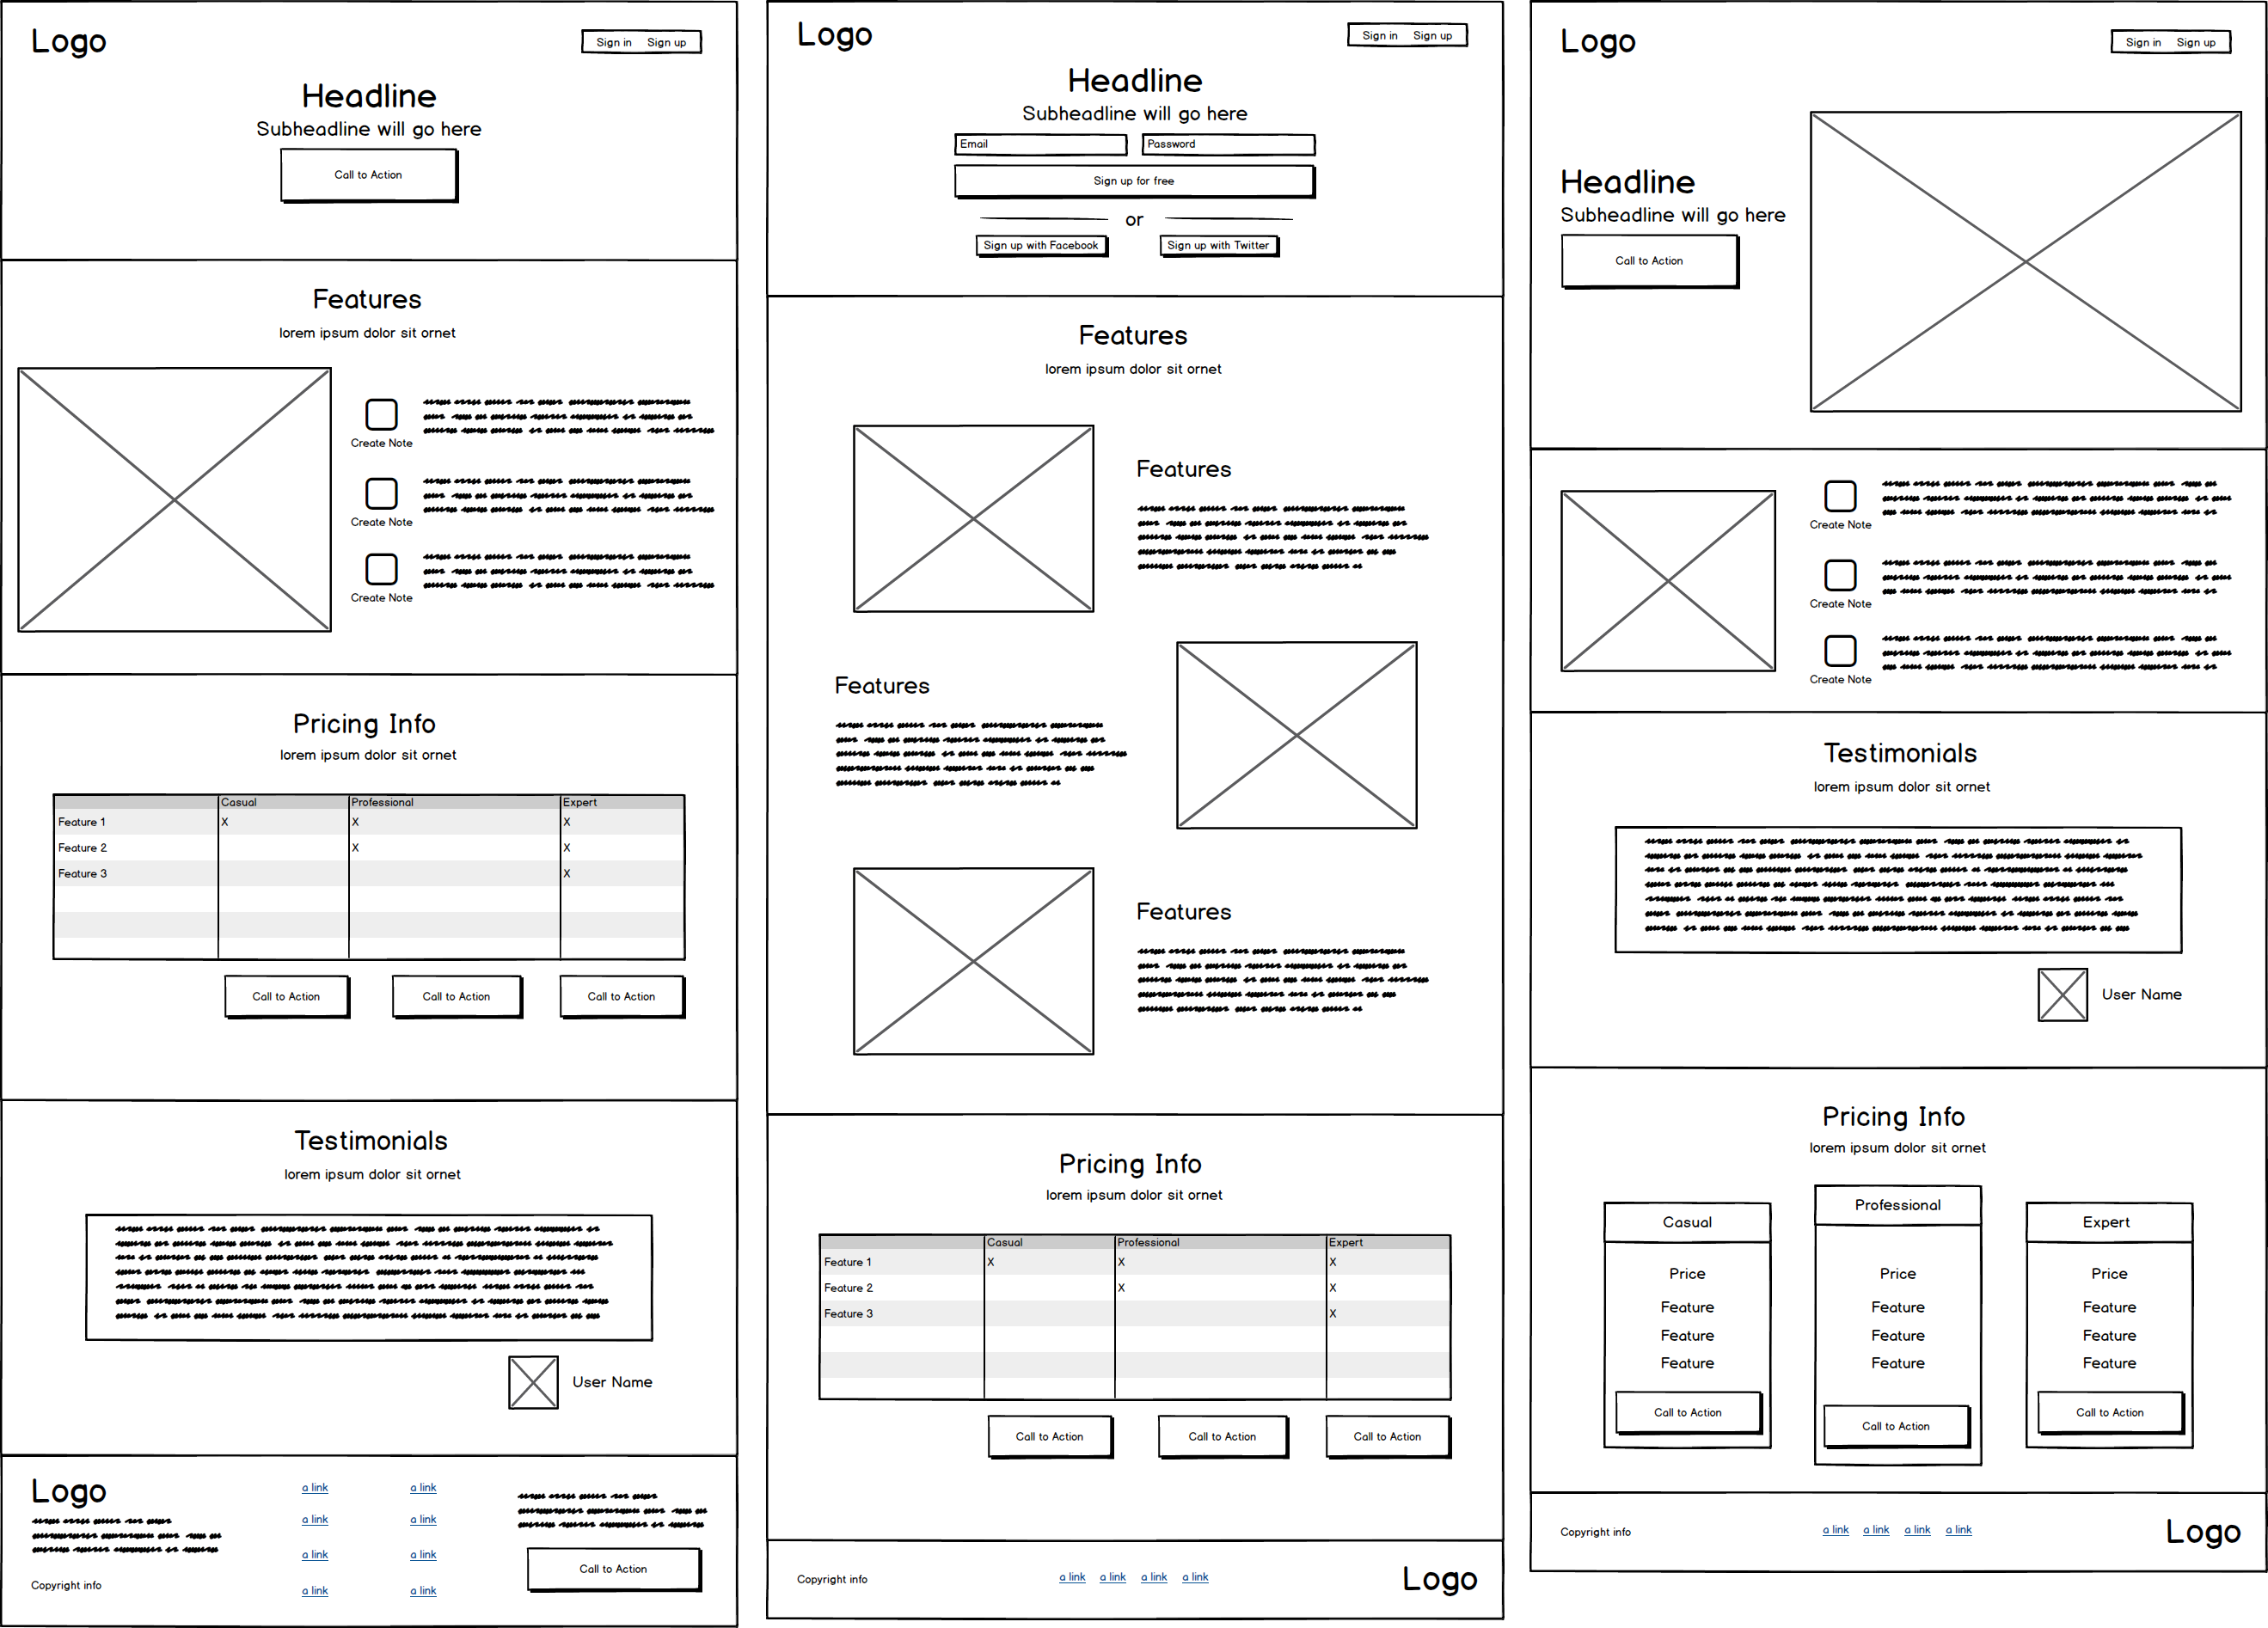 Logo
Sign in Sign up
Headline
Subheadline will go here
Call to Action
Features
lorem ipsum dolor sit ornet
Create Note
Create Note
Create Note
Pricing Info
lorem ipsum dolor sit ornet
Casual Professional Expert
Feature 1 X X X
Feature 2 X X
Feature 3 X
Call to Action Call to Action Call to Action
Testimonials
lorem ipsum dolor sit ornet
User Name
Logo
a link a link
a link a link
a link a link
a link a link
Call to Action
Copyright info
Logo
Sign in Sign up
Headline
Subheadline will go here
Email Password
Sign up for free
or
Sign up with Facebook Sign up with Twitter
Features
lorem ipsum dolor sit ornet
Features
Features
Features
Pricing Info
lorem ipsum dolor sit ornet
Casual Professional Expert
Feature 1 X X X
Feature 2 X X
Feature 3 X
Call to Action Call to Action Call to Action
Copyright info a link a link a link a link Logo
Logo
Sign in Sign up
Headline
Subheadline will go here
Call to Action
Create Note
Create Note
Create Note
Testimonials
lorem ipsum dolor sit ornet
User Name
Pricing Info
lorem ipsum dolor sit ornet
Casual Professional Expert
Price Price Price
Feature Feature Feature
Feature Feature Feature
Feature Feature Feature
Call to Action Call to Action Call to Action
Copyright info a link a link a link a link Logo